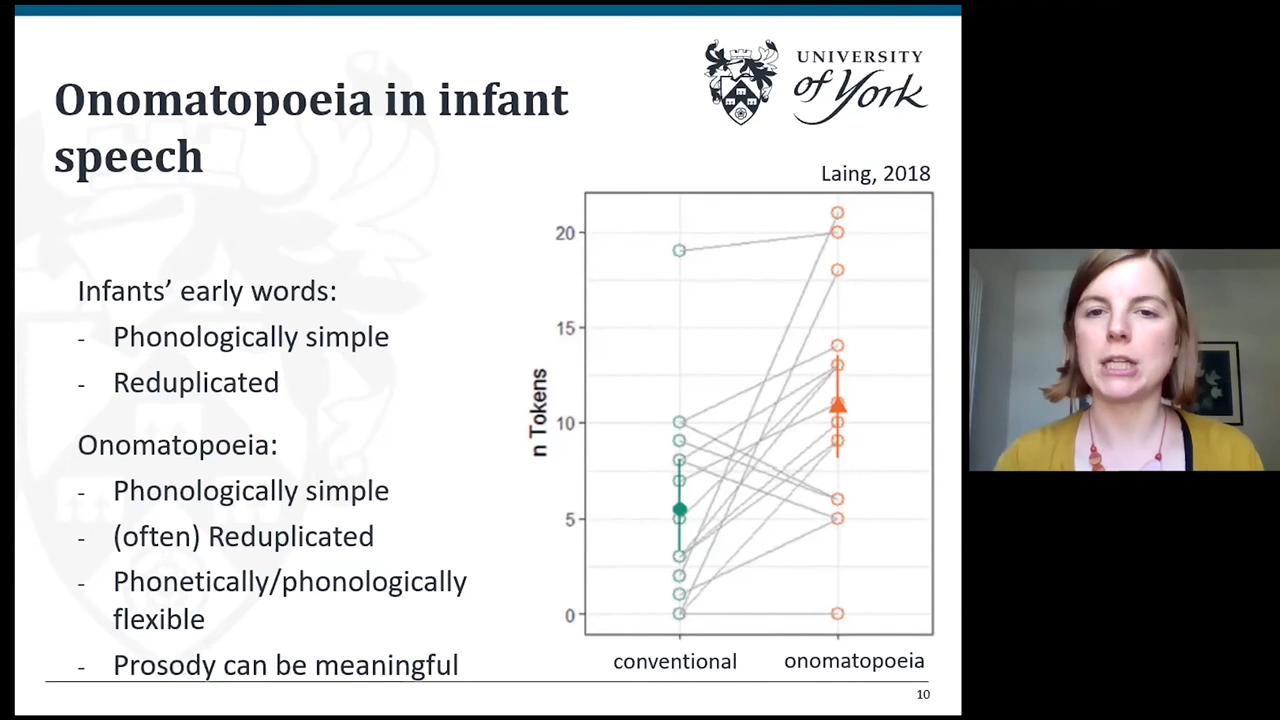 Onomatopoeia in infant
speech
UNIVERSITY
of York
Laing, 2018
Infants’ early words:
- Phonologically simple
- Reduplicated
Onomatopoeia:
- Phonologically simple
- (often) Reduplicated
- Phonetically/phonologically
flexible
- Prosody can be meaningful
n Tokens
20
15
10
5
0
conventional
onomatopoeia
10